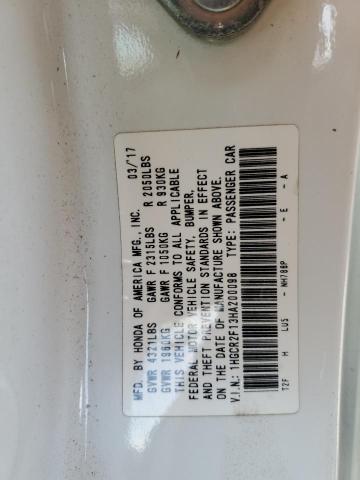 MFD. BY HONDA OF AMERICA MFG., INC. 03/'17
GVWR 4321LBS GAWR F 2315LBS R 2050LBS
GVWR 1960KG GAWR F 1050KG R 930KG
THIS VEHICLE CONFORMS TO ALL APPLICABLE
FEDERAL MOTOR VEHICLE SAFETY, BUMPER,
AND THEFT PREVENTION STANDARDS IN EFFECT
ON THE DATE OF MANUFACTURE SHOWN ABOVE.
V.I.N.: 1HGCR2F13HA200098 TYPE: PASSENGER CAR
T2F H LUS - NH788P - E - A